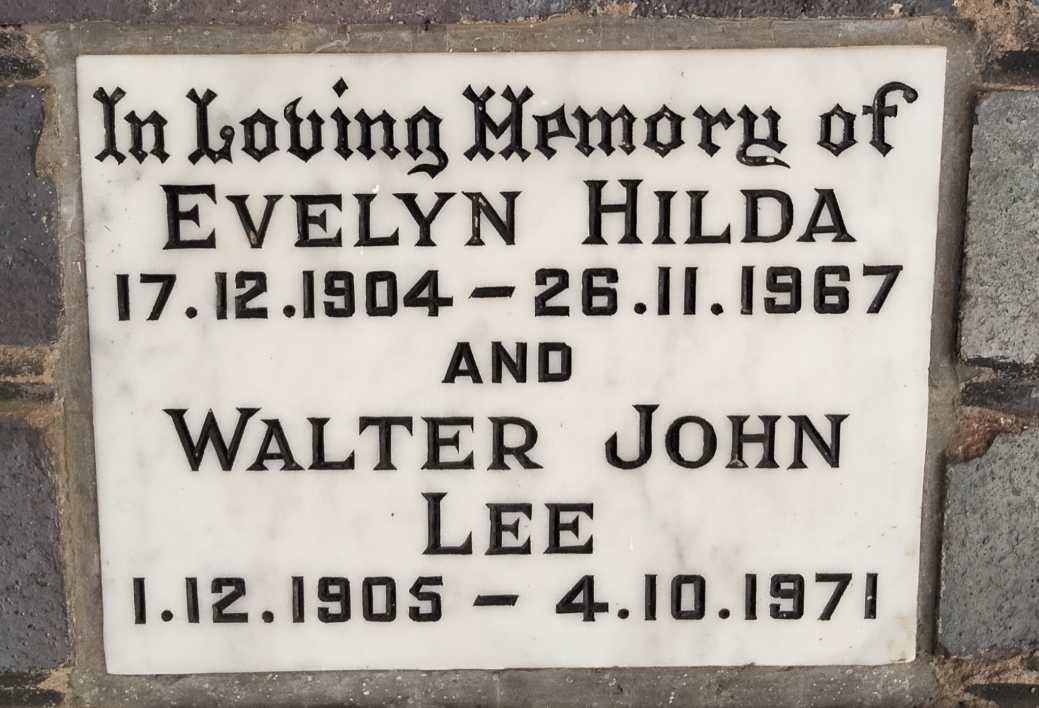 In Loving Memory of
EVELYN HILDA
17.12.1904 – 26.11.1967
AND
WALTER JOHN
LEE
1.12.1905 – 4.10.1971